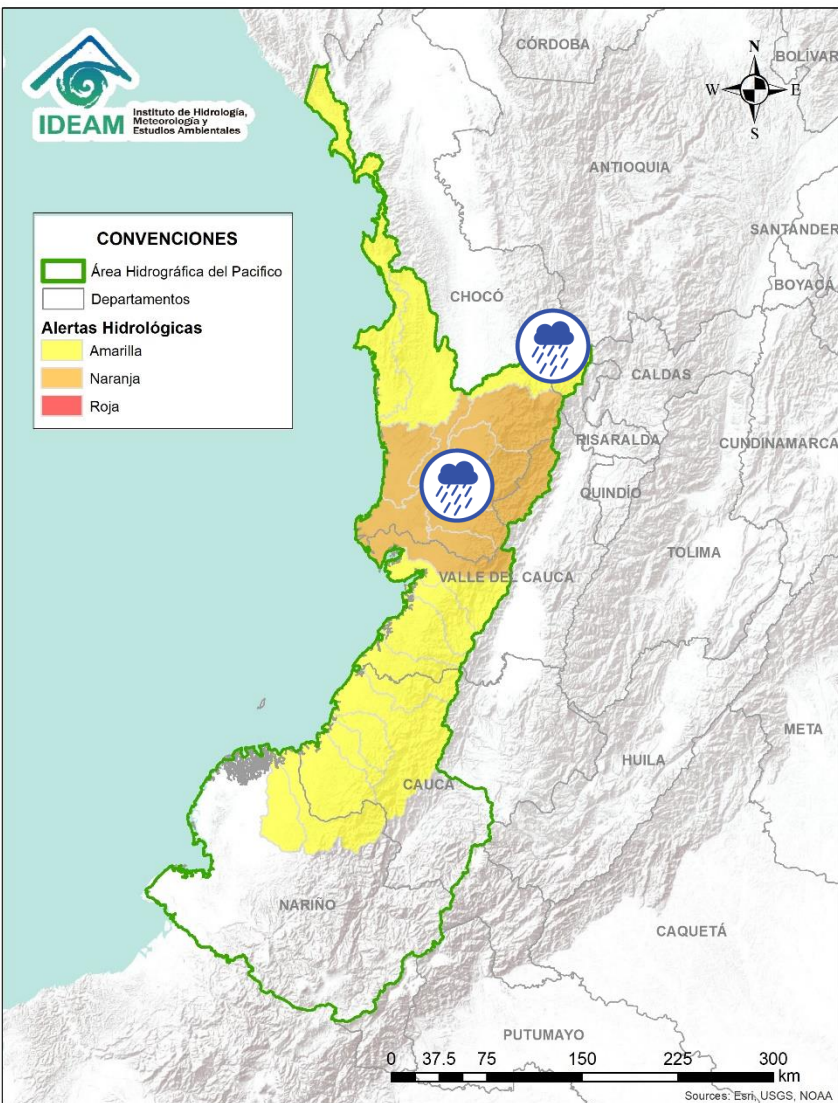 IDEAM
Instituto de Hidrología,
Meteorología y
Estudios Ambientales
CÓRDOBA
BOLÍVAR
N
W
E
S
ANTIOQUIA
SANTANDER
BOYACÁ
CONVENCIONES
Área Hidrográfica del Pacifico
Departamentos
Alertas Hidrológicas
Amarilla
Naranja
Roja
CHOCÓ
CALDAS
RISARALDA
CUNDINAMARCA
QUINDÍO
TOLIMA
VALLE DEL CAUCA
META
HUILA
CAUCA
NARIÑO
CAQUETÁ
PUTUMAYO
0 37.5 75 150 225 300
km
Sources: Esri, USGS, NOAA